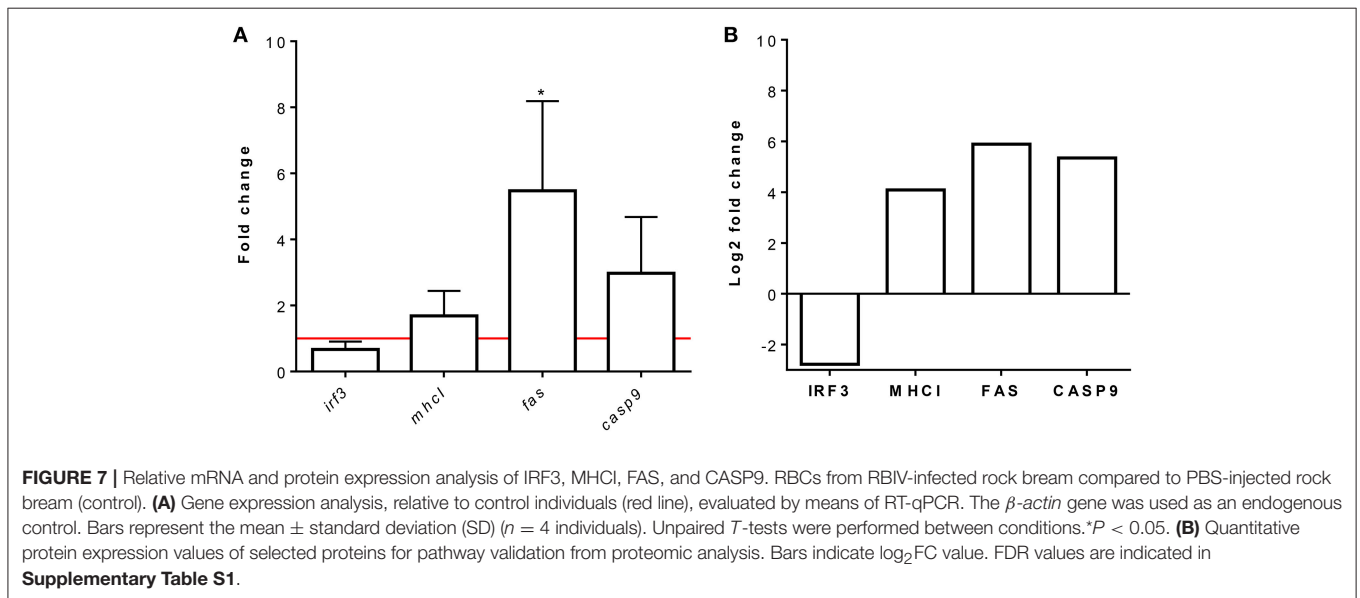 A
B
10
8
6
4
2
0
Fold change
*
irf3
mhcI
fas
casp9
10
8
6
4
2
0
-2
Log2 fold change
IRF3
MHCI
FAS
CASP9
FIGURE 7 | Relative mRNA and protein expression analysis of IRF3, MHCI, FAS, and CASP9. RBCs from RBIV-infected rock bream compared to PBS-injected rock
bream (control). (A) Gene expression analysis, relative to control individuals (red line), evaluated by means of RT-qPCR. The β-actin gene was used as an endogenous
control. Bars represent the mean ± standard deviation (SD) (n = 4 individuals). Unpaired T-tests were performed between conditions.*P < 0.05. (B) Quantitative
protein expression values of selected proteins for pathway validation from proteomic analysis. Bars indicate log2FC value. FDR values are indicated in
Supplementary Table S1.